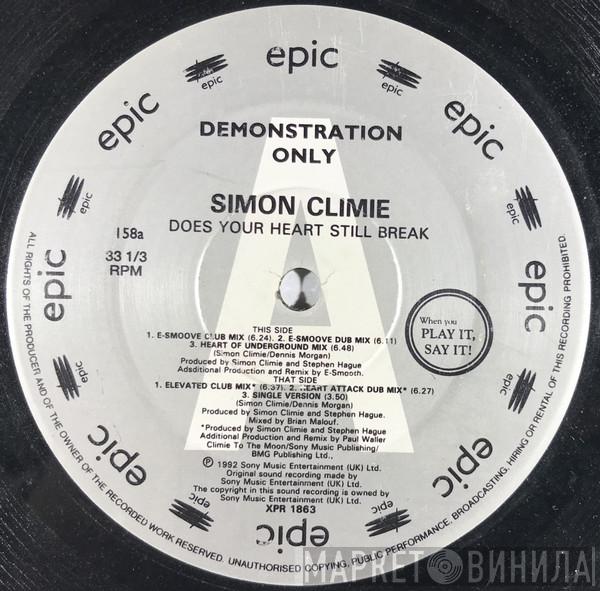 epic
epic
epic
epic
epic
epic
epic
epic
epic
epic
epic
epic
epic
epic
DEMONSTRATION
ONLY
SIMON CLIMIE
DOES YOUR HEART STILL BREAK
158a
33 1/3
RPM
When you
PLAY IT,
SAY IT!
THIS SIDE
1. E-SMOOVE CLUB MIX (6.24). 2. E-SMOOVE DUB MIX (6.11)
3. HEART OF UNDERGROUND MIX (6.48)
(Simon Climie/Dennis Morgan)
Produced by Simon Climie and Stephen Hague
Adsditional Production and Remix by E-Smooth.
THAT SIDE
1. ELEVATED CLUB MIX* (6.37). 2. HEART ATTACK DUB MIX* (6.27)
3. SINGLE VERSION (3.50)
(Simon Climie/Dennis Morgan)
Produced by Simon Climie and Stephen Hague.
Mixed by Brian Malouf.
*Produced by Simon Climie and Stephen Hague
Additional Production and Remix by Paul Waller
Climie To The Moon/Sony Music Publishing/
BMG Publishing Ltd.,
℗ 1992 Sony Music Entertainment (UK) Ltd.
Original sound recording made by
Sony Music Entertainment (UK) Ltd.
The copyright in this sound recording is owned by
Sony Music Entertainment (UK) Ltd.
XPR 1863
ALL RIGHTS OF THE PRODUCER AND OF THE OWNER OF THE RECORDED WORK RESERVED. UNAUTHORISED COPYING, PUBLIC PERFORMANCE, BROADCASTING, HIRING OR RENTAL OF THIS RECORDING PROHIBITED.
A
МАРКЕТ ВИНИЛА